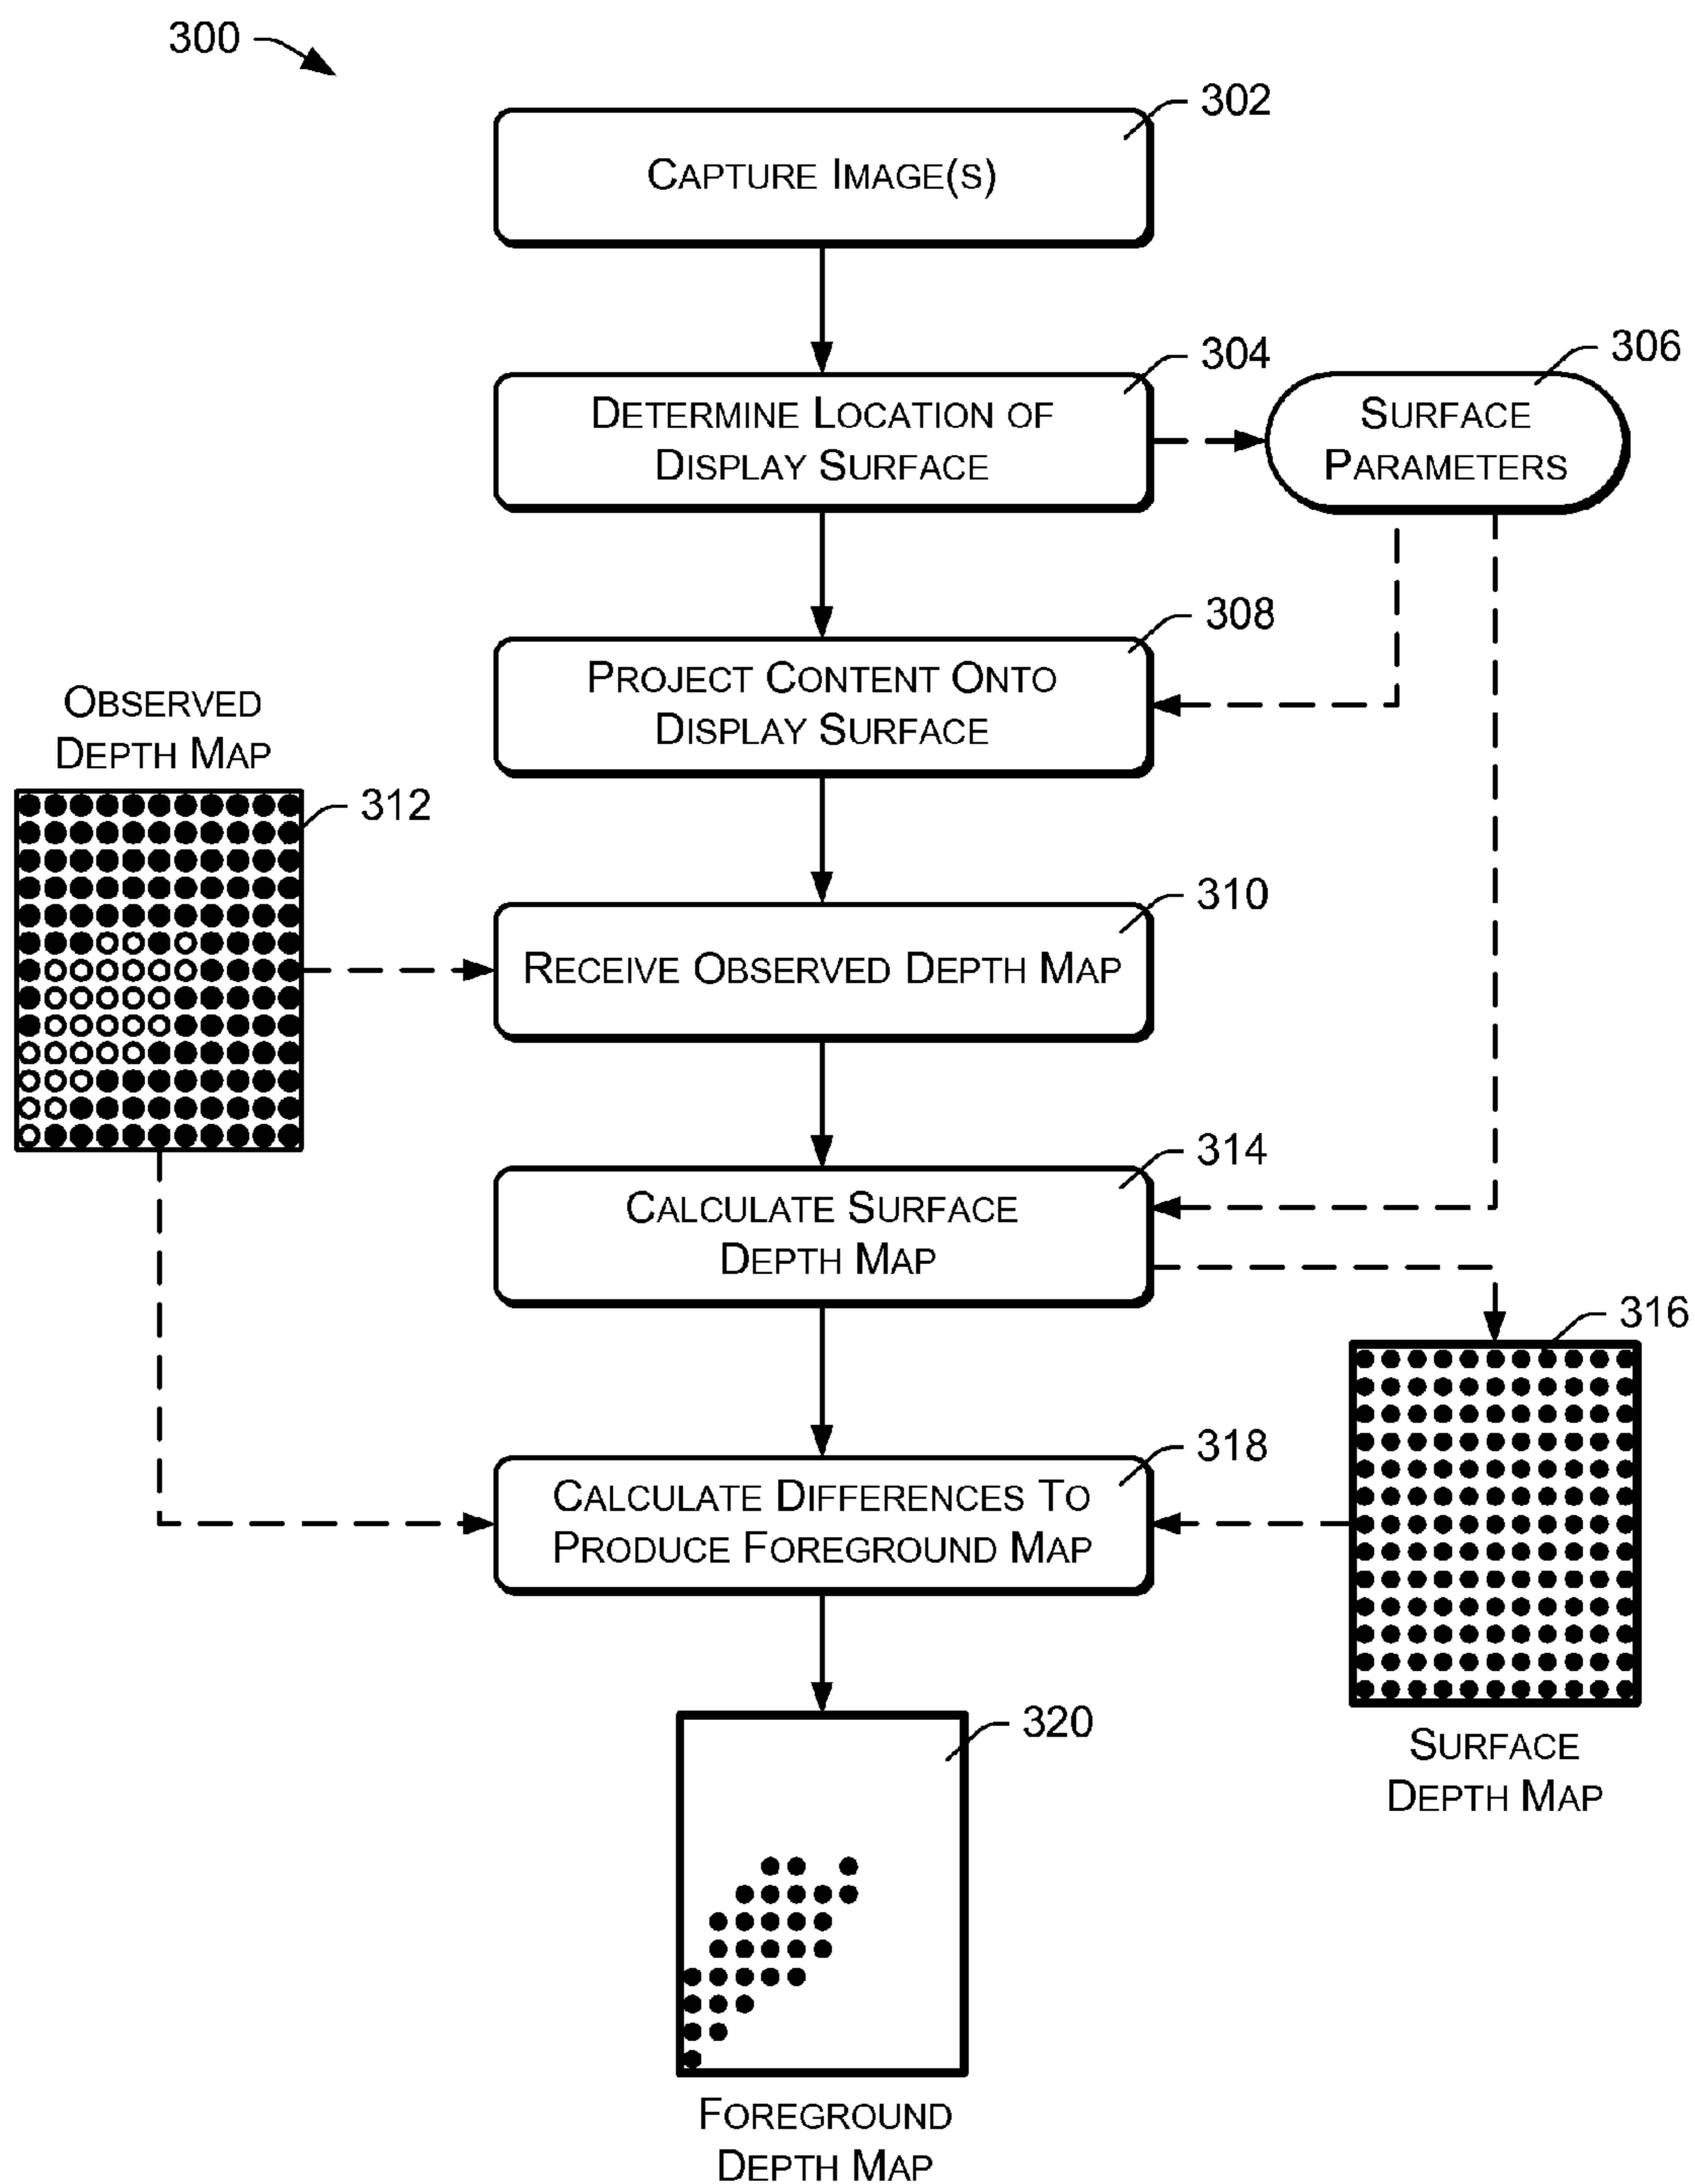 300
302
CAPTURE IMAGE(S)
304
DETERMINE LOCATION OF
DISPLAY SURFACE
306
SURFACE
PARAMETERS
308
PROJECT CONTENT ONTO
DISPLAY SURFACE
OBSERVED
DEPTH MAP
312
310
RECEIVE OBSERVED DEPTH MAP
314
CALCULATE SURFACE
DEPTH MAP
316
SURFACE
DEPTH MAP
318
CALCULATE DIFFERENCES TO
PRODUCE FOREGROUND MAP
320
FOREGROUND
DEPTH MAP